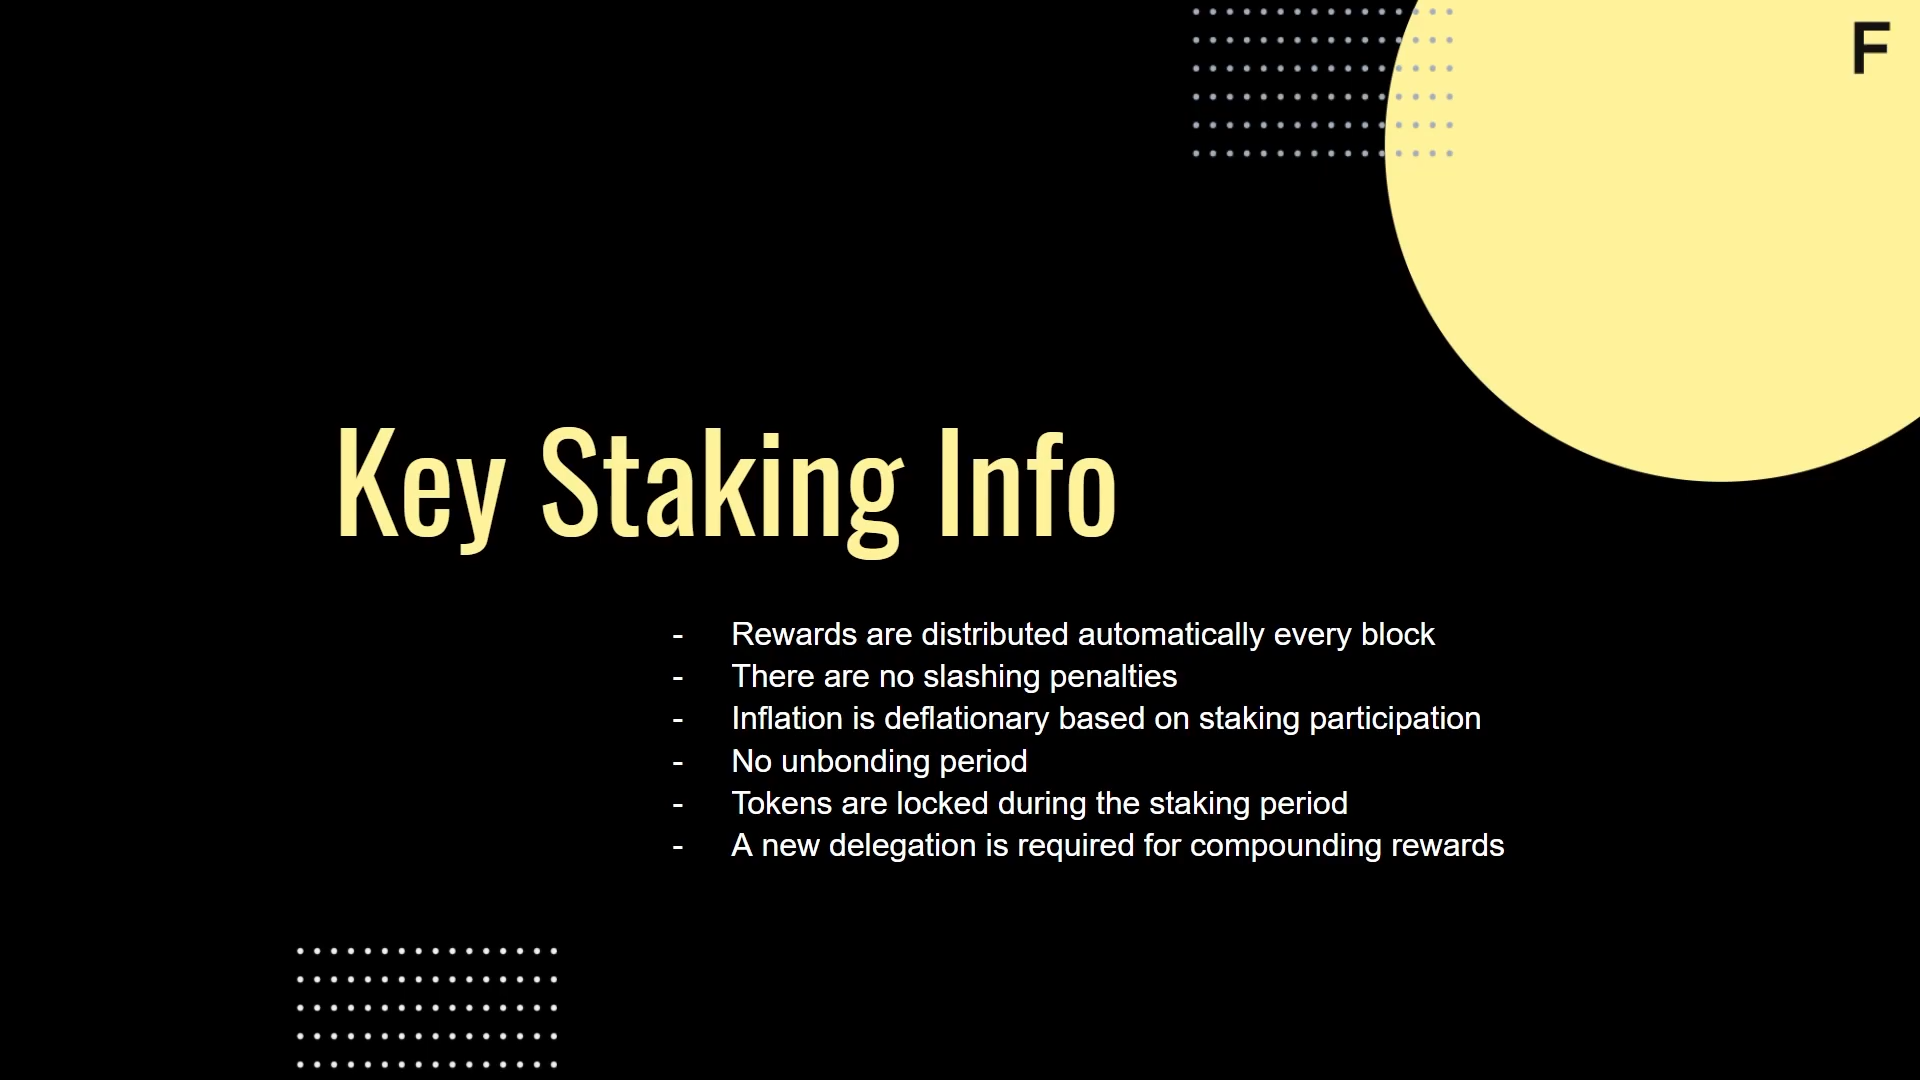 F
Key Staking Info
- Rewards are distributed automatically every block
- There are no slashing penalties
- Inflation is deflationary based on staking participation
- No unbonding period
- Tokens are locked during the staking period
- A new delegation is required for compounding rewards